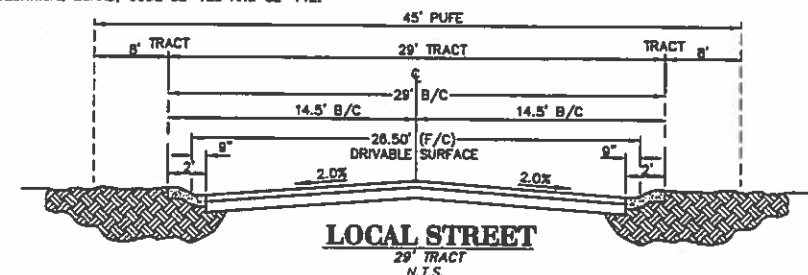 45' PUFE
8' TRACT 29' TRACT TRACT 8'
℄
29' B/C
14.5' B/C 14.5' B/C
26.50' (F/C)
DRIVABLE SURFACE
9" 9"
2' 2'
2.0% 2.0%
LOCAL STREET
29' TRACT
N.T.S.